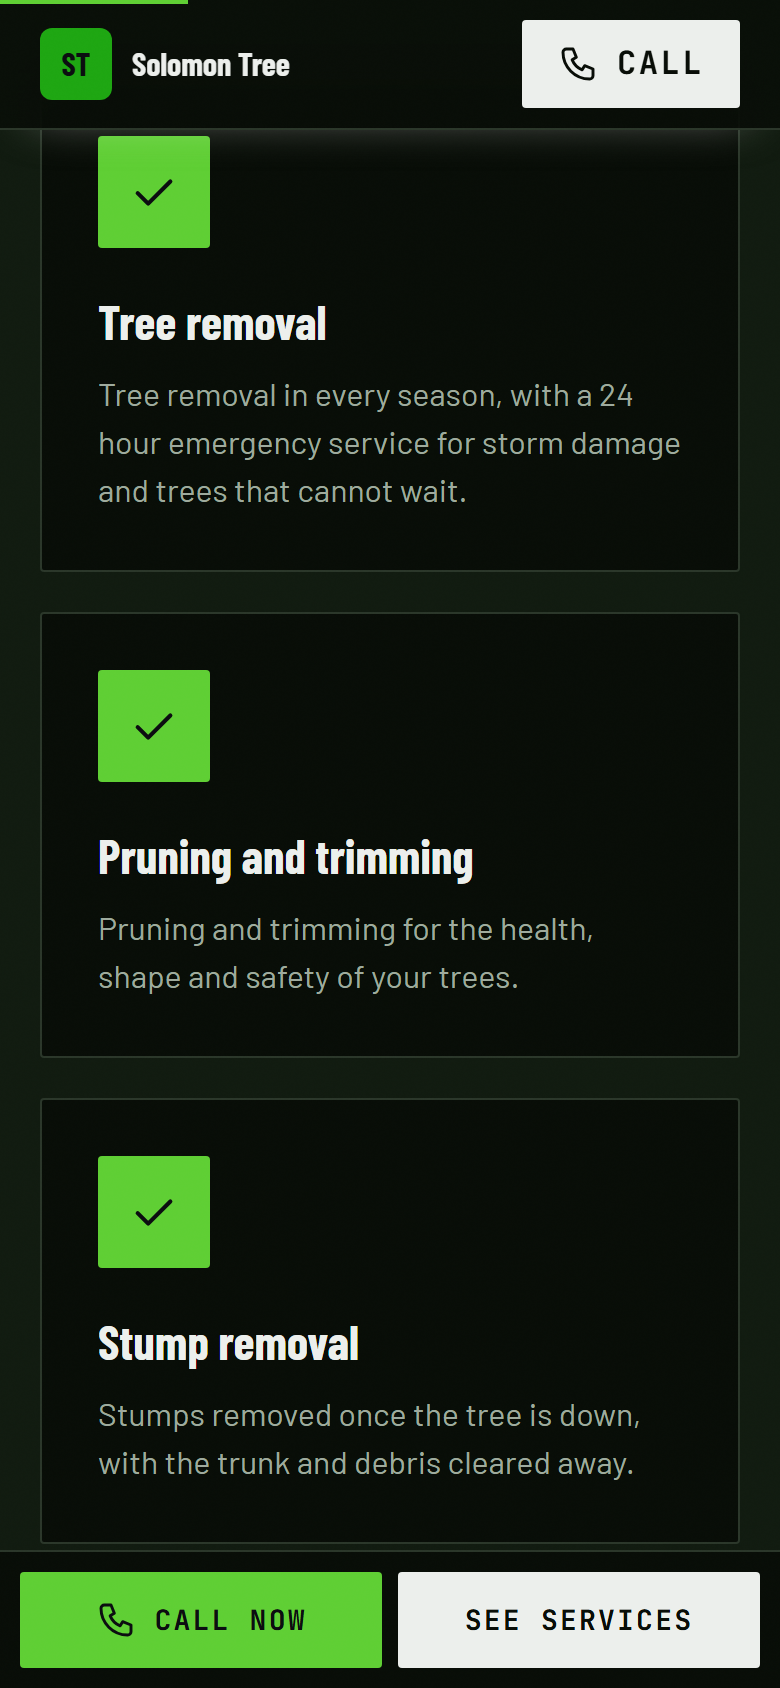 ST
Solomon Tree
CALL
Tree removal
Tree removal in every season, with a 24
hour emergency service for storm damage
and trees that cannot wait.
Pruning and trimming
Pruning and trimming for the health,
shape and safety of your trees.
Stump removal
Stumps removed once the tree is down,
with the trunk and debris cleared away.
CALL NOW
SEE SERVICES